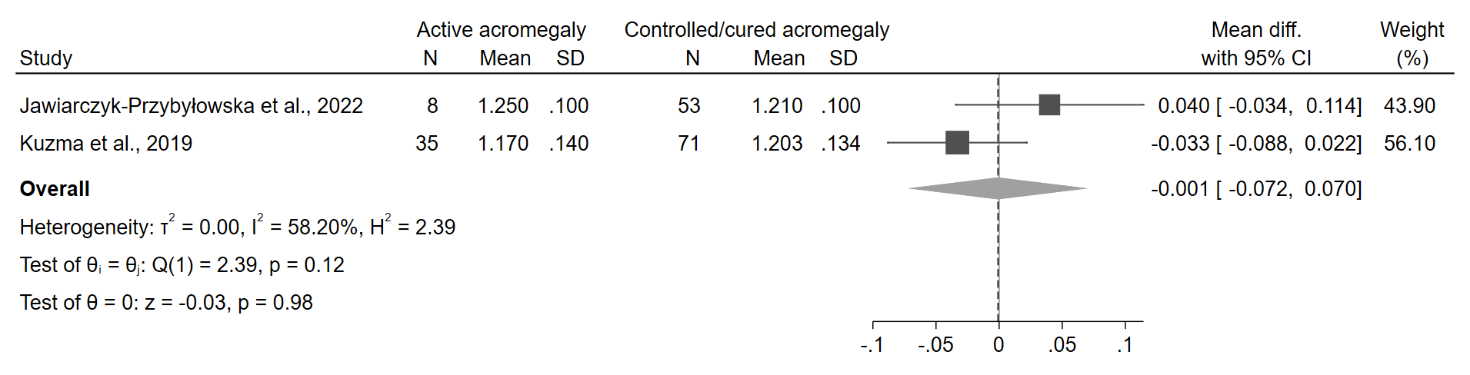 Active acromegaly Controlled/cured acromegaly Mean diff. Weight
Study N Mean SD N Mean SD with 95% CI (%)
Jawiarczyk-Przybyłowska et al., 2022 8 1.250 .100 53 1.210 .100 0.040 [ -0.034, 0.114] 43.90
Kuzma et al., 2019 35 1.170 .140 71 1.203 .134 -0.033 [ -0.088, 0.022] 56.10
Overall -0.001 [ -0.072, 0.070]
Heterogeneity: τ² = 0.00, I² = 58.20%, H² = 2.39
Test of θᵢ = θⱼ: Q(1) = 2.39, p = 0.12
Test of θ = 0: z = -0.03, p = 0.98
-.1 -.05 0 .05 .1